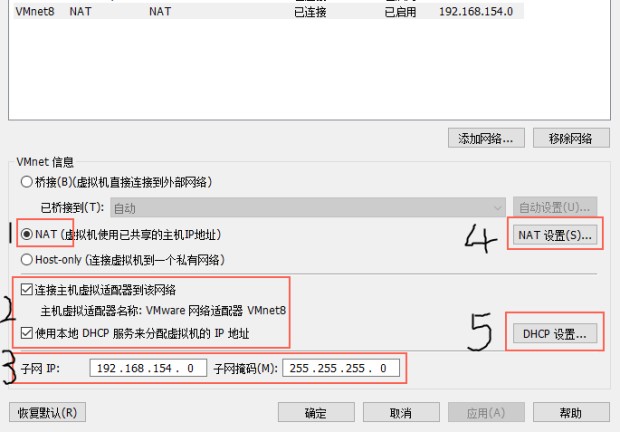 VMnet8 NAT NAT 已连接 已启用 192.168.154.0
添加网络... 移除网络
VMnet 信息
桥接(B)(虚拟机直接连接到外部网络)
已桥接到(T): 自动 自动设置(U)...
1 NAT (虚拟机使用已共享的主机IP地址) 4 NAT 设置(S)...
Host-only (连接虚拟机到一个私有网络)
2 连接主机虚拟适配器到该网络
主机虚拟适配器名称: VMware 网络适配器 VMnet8
使用本地 DHCP 服务来分配虚拟机的 IP 地址 5 DHCP 设置...
3 子网 IP: 192.168.154. 0 子网掩码(M): 255.255.255. 0
恢复默认(R) 确定 取消 应用(A) 帮助